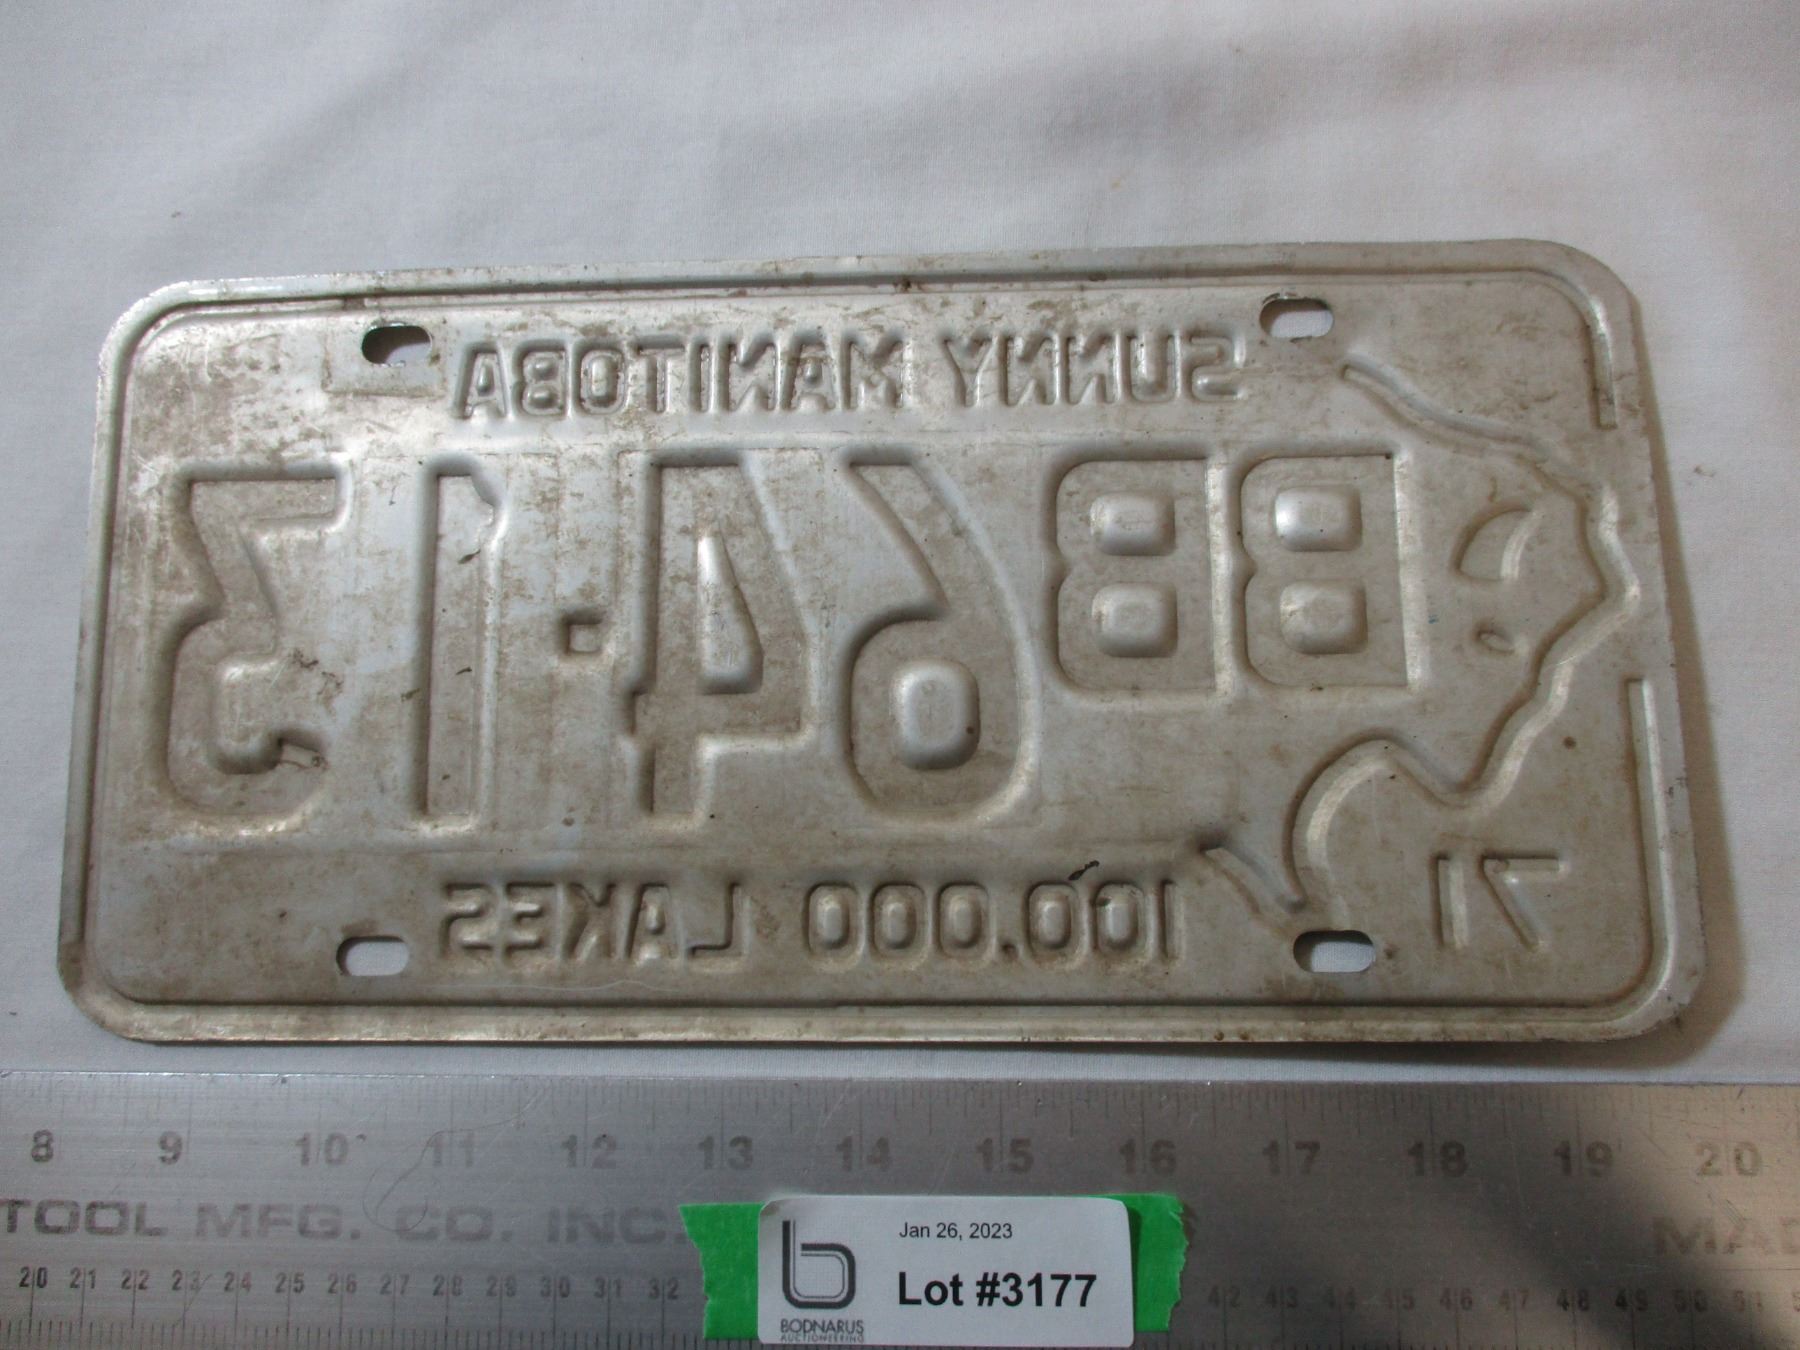 SUNNY MANITOBA
BB 64·13
100.000 LAKES
71
8 9 10 11 12 13 14 15 16 17 18 19 20
TOOL MFG. CO. INC.
20 21 22 23 24 25 26 27 28 29 30 31 32 42 43 44 45 46 47 48 49 50 51
Jan 26, 2023
Lot #3177
BODNARUS
AUCTIONEERING